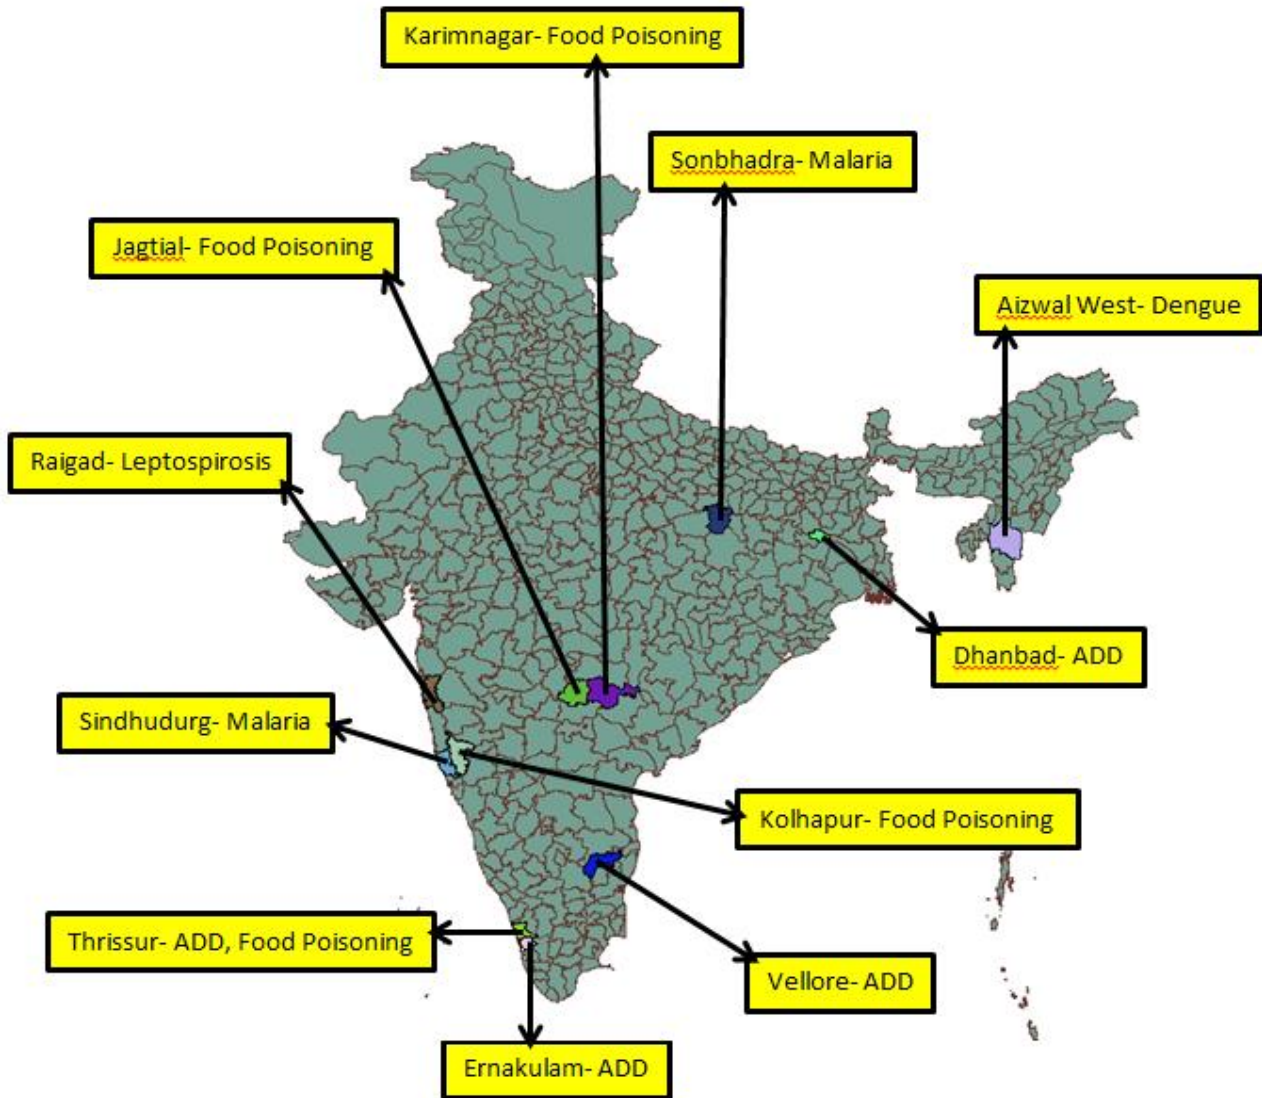 Karimnagar- Food Poisoning
Sonbhadra- Malaria
Jagtial- Food Poisoning
Aizwal West- Dengue
Raigad- Leptospirosis
Dhanbad- ADD
Sindhudurg- Malaria
Kolhapur- Food Poisoning
Thrissur- ADD, Food Poisoning
Vellore- ADD
Ernakulam- ADD